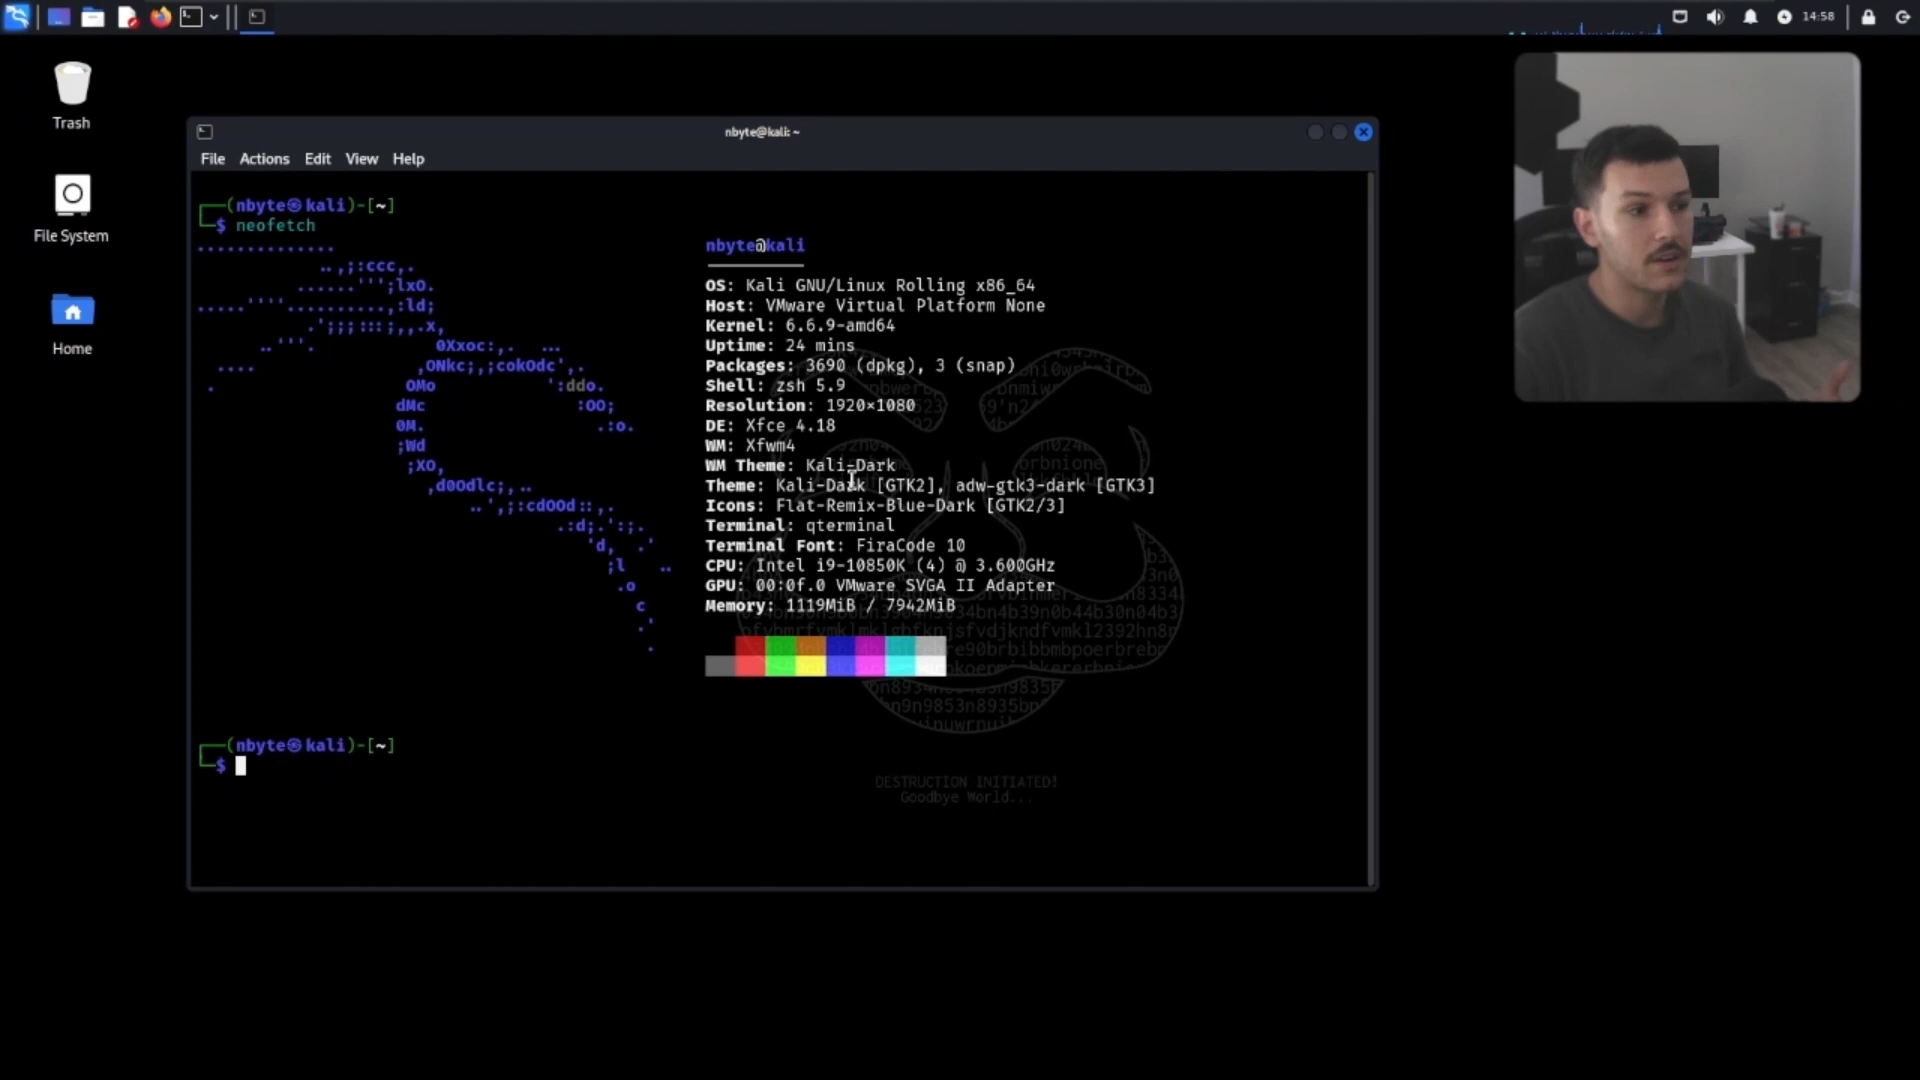 14:58
Trash
File System
Home
nbyte@kali: ~
File Actions Edit View Help
┌──(nbyte㉿kali)-[~]
└─$ neofetch
nbyte@kali
OS: Kali GNU/Linux Rolling x86_64
Host: VMware Virtual Platform None
Kernel: 6.6.9-amd64
Uptime: 24 mins
Packages: 3690 (dpkg), 3 (snap)
Shell: zsh 5.9
Resolution: 1920×1080
DE: Xfce 4.18
WM: Xfwm4
WM Theme: Kali-Dark
Theme: Kali-Dark [GTK2], adw-gtk3-dark [GTK3]
Icons: Flat-Remix-Blue-Dark [GTK2/3]
Terminal: qterminal
Terminal Font: FiraCode 10
CPU: Intel i9-10850K (4) @ 3.600GHz
GPU: 00:0f.0 VMware SVGA II Adapter
Memory: 1119MiB / 7942MiB
┌──(nbyte㉿kali)-[~]
└─$
DESTRUCTION INITIATED!
Goodbye World...